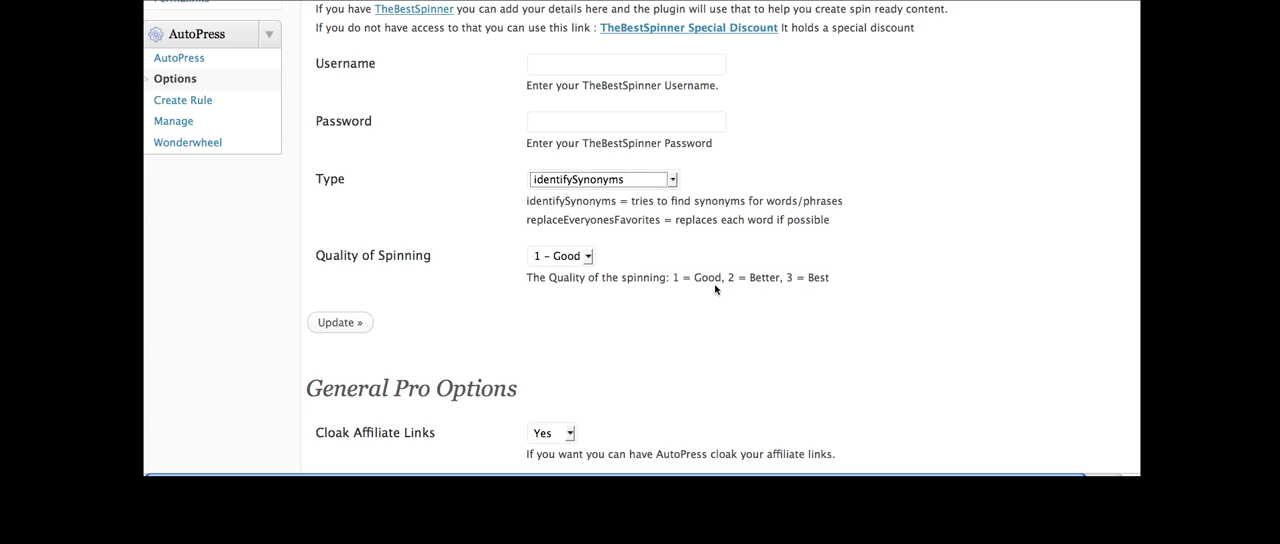 Permalinks
If you have TheBestSpinner you can add your details here and the plugin will use that to help you create spin ready content.
AutoPress
If you do not have access to that you can use this link : TheBestSpinner Special Discount It holds a special discount
AutoPress
Username
Options
Enter your TheBestSpinner Username.
Create Rule
Manage
Password
Wonderwheel
Enter your TheBestSpinner Password
Type
identifySynonyms
identifySynonyms = tries to find synonyms for words/phrases
replaceEveryonesFavorites = replaces each word if possible
Quality of Spinning
1 - Good
The Quality of the spinning: 1 = Good, 2 = Better, 3 = Best
Update »
General Pro Options
Cloak Affiliate Links
Yes
If you want you can have AutoPress cloak your affiliate links.